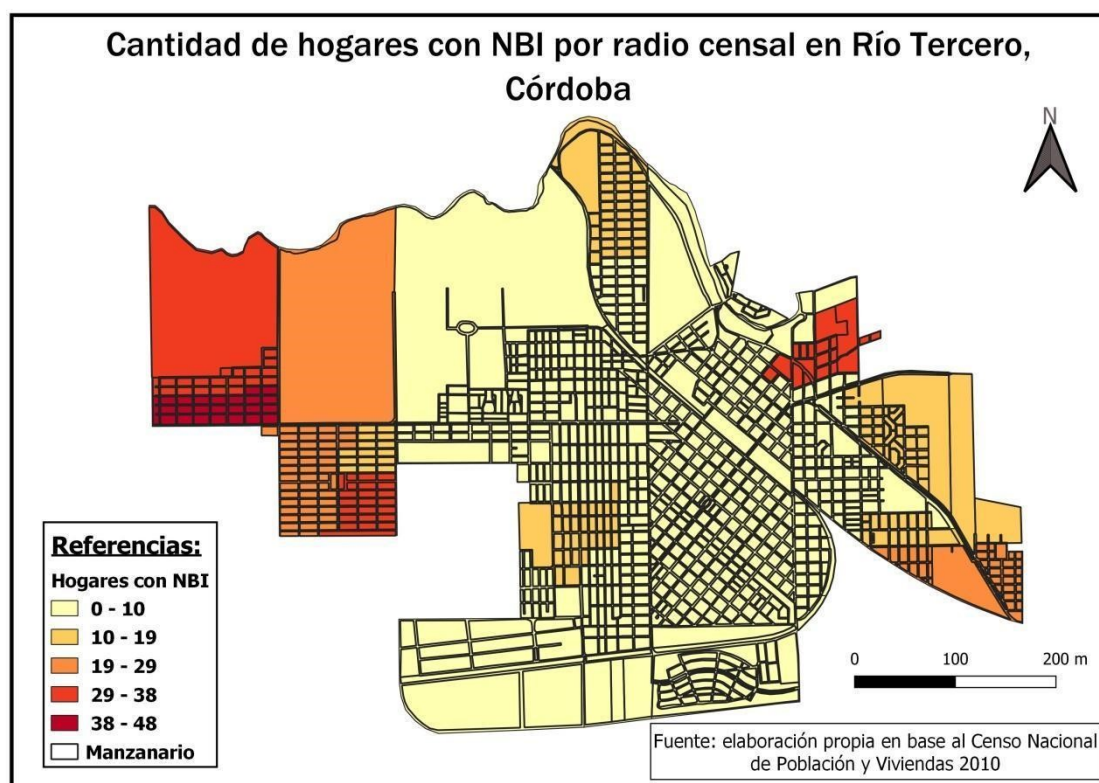 Cantidad de hogares con NBI por radio censal en Río Tercero,
Córdoba
N
Referencias:
Hogares con NBI
0 - 10
10 - 19
19 - 29
29 - 38
38 - 48
Manzanario
0 100 200 m
Fuente: elaboración propia en base al Censo Nacional
de Población y Viviendas 2010